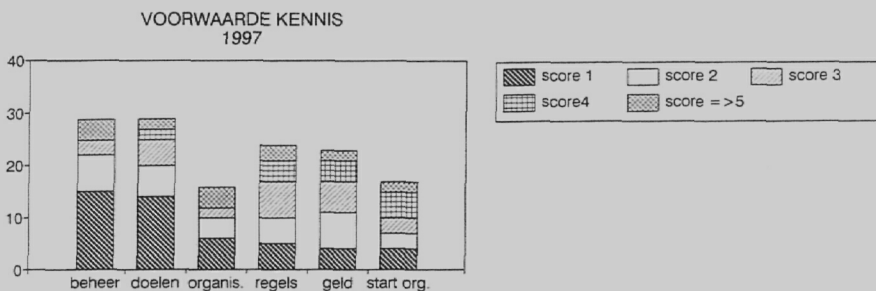 VOORWAARDE KENNIS
1997
40
30
20
10
0
beheer doelen organis. regels geld start org.
score 1 score 2 score 3
score4 score =>5